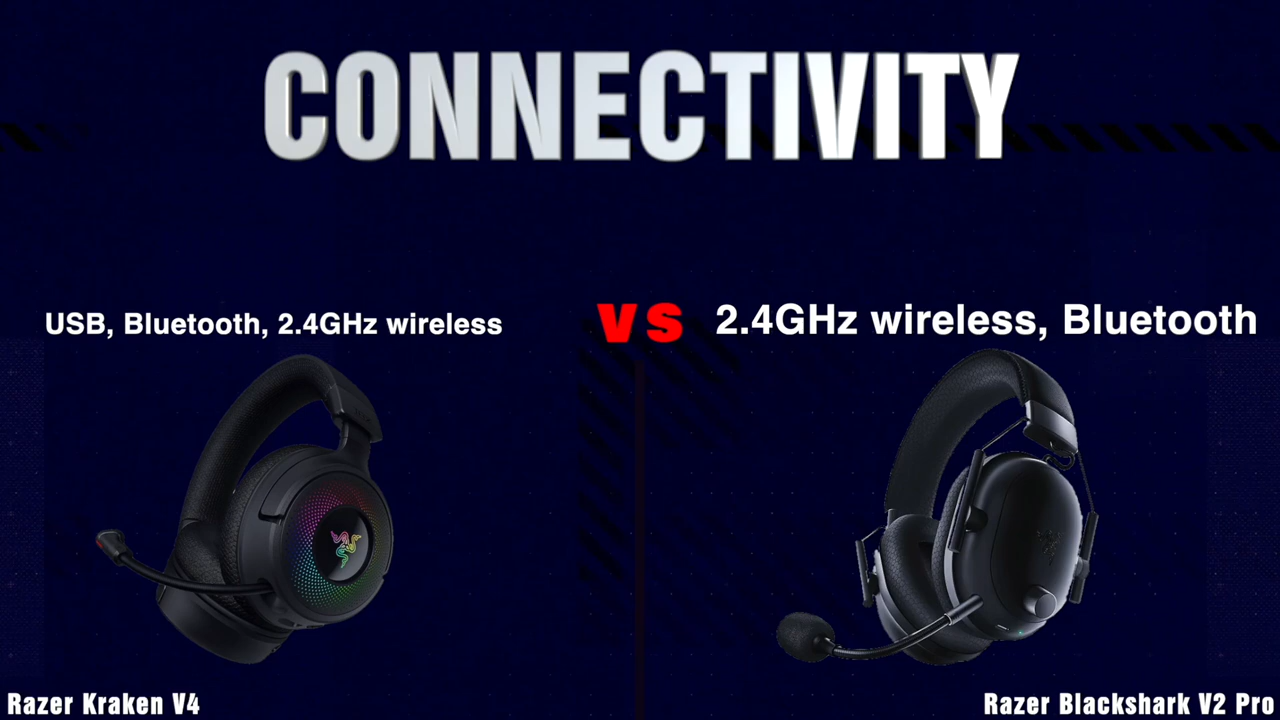 CONNECTIVITY
USB, Bluetooth, 2.4GHz wireless
VS
2.4GHz wireless, Bluetooth
Razer Kraken V4
Razer Blackshark V2 Pro